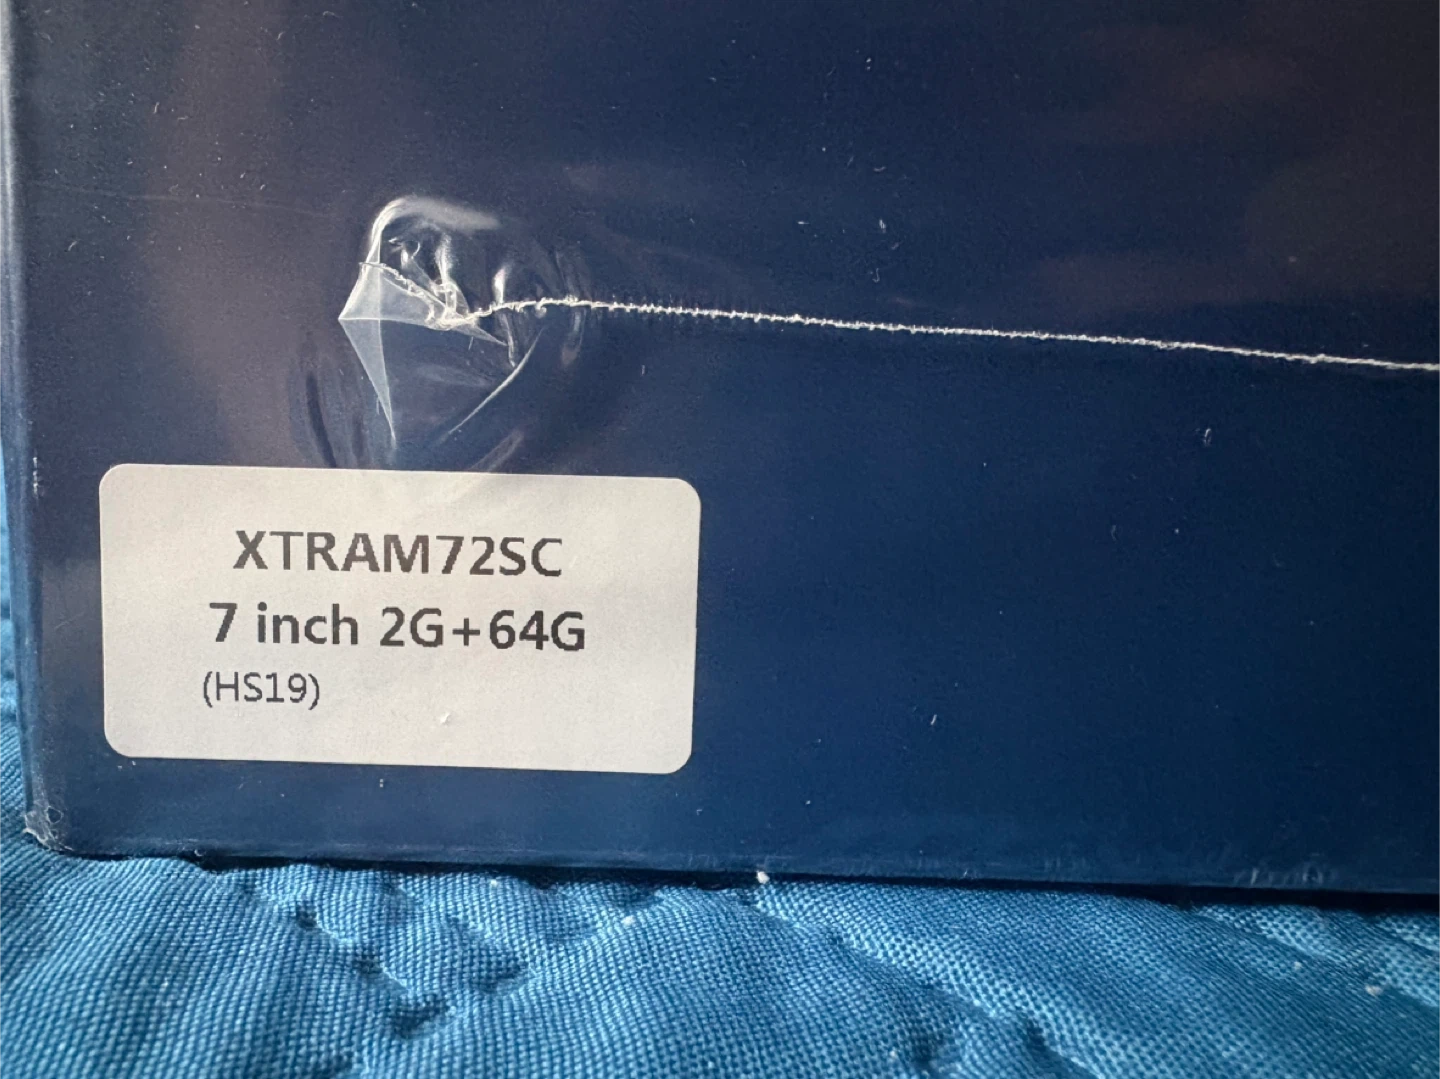 XTRAM72SC
7 inch 2G+64G
(HS19)